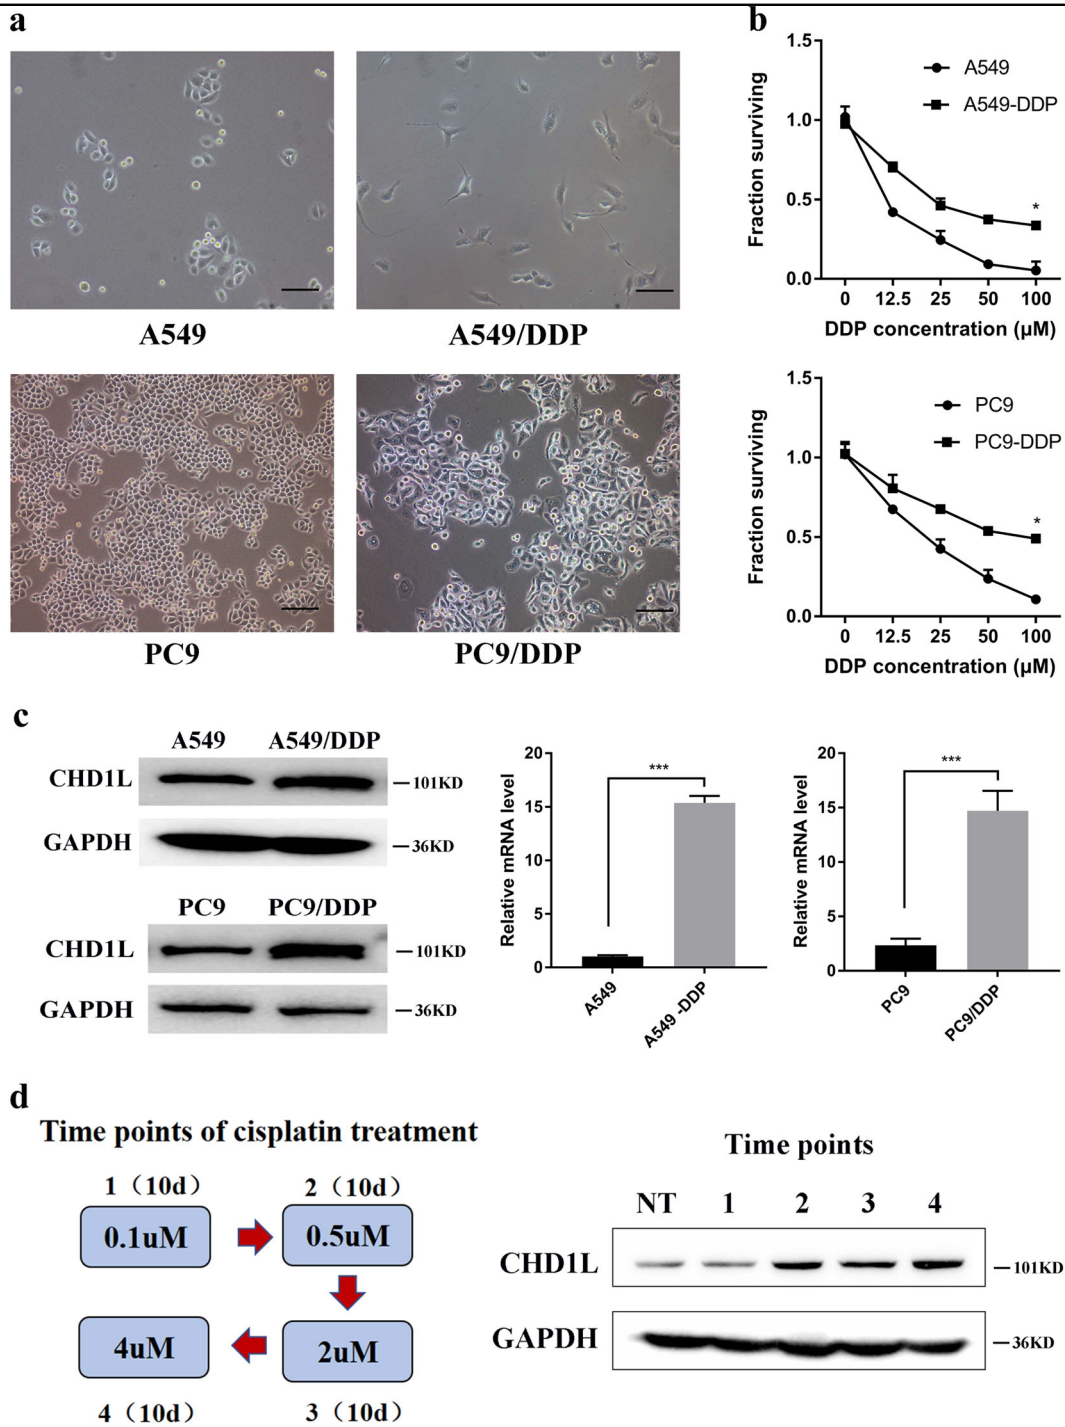 a
A549
A549/DDP
PC9
PC9/DDP
b
1.5
1.0
0.5
0.0
Fraction surviving
A549
A549-DDP
*
0 12.5 25 50 100
DDP concentration (μM)
1.5
1.0
0.5
0.0
Fraction surviving
PC9
PC9-DDP
*
0 12.5 25 50 100
DDP concentration (μM)
c
A549 A549/DDP
CHD1L 101KD
GAPDH 36KD
PC9 PC9/DDP
CHD1L 101KD
GAPDH 36KD
20
15
10
5
0
Relative mRNA level
***
A549
A549 -DDP
20
15
10
5
0
Relative mRNA level
***
PC9
PC9/DDP
d
Time points of cisplatin treatment
1（10d） 2（10d）
0.1uM 0.5uM
4uM 2uM
4（10d） 3（10d）
Time points
NT 1 2 3 4
CHD1L 101KD
GAPDH 36KD